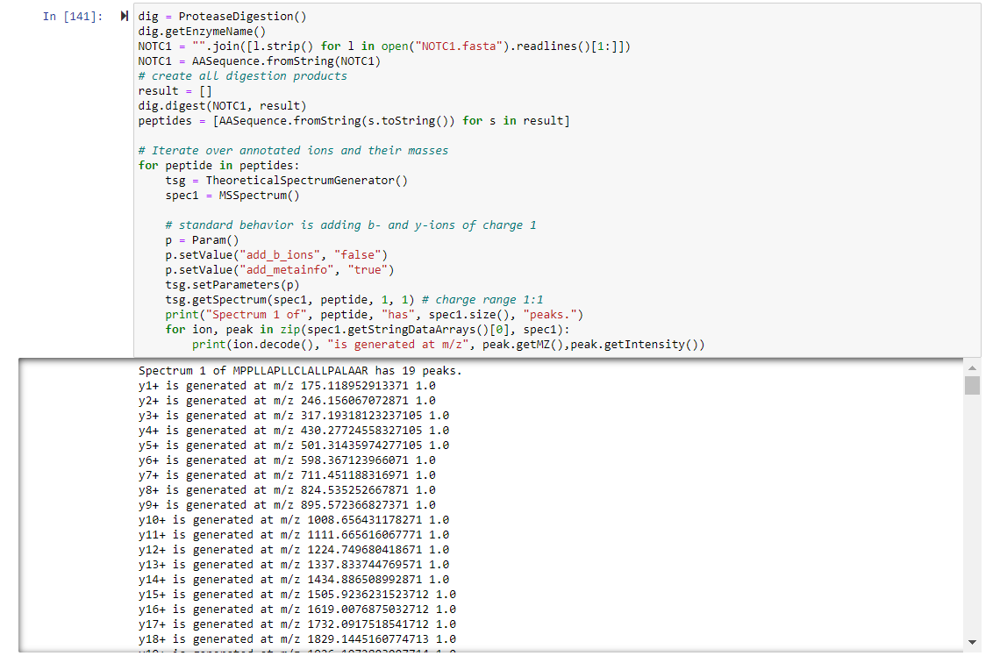 In [141]:
dig = ProteaseDigestion()
dig.getEnzymeName()
NOTC1 = "".join([l.strip() for l in open("NOTC1.fasta").readlines()[1:]])
NOTC1 = AASequence.fromString(NOTC1)
# create all digestion products
result = []
dig.digest(NOTC1, result)
peptides = [AASequence.fromString(s.toString()) for s in result]

# Iterate over annotated ions and their masses
for peptide in peptides:
    tsg = TheoreticalSpectrumGenerator()
    spec1 = MSSpectrum()

    # standard behavior is adding b- and y-ions of charge 1
    p = Param()
    p.setValue("add_b_ions", "false")
    p.setValue("add_metainfo", "true")
    tsg.setParameters(p)
    tsg.getSpectrum(spec1, peptide, 1, 1) # charge range 1:1
    print("Spectrum 1 of", peptide, "has", spec1.size(), "peaks.")
    for ion, peak in zip(spec1.getStringDataArrays()[0], spec1):
        print(ion.decode(), "is generated at m/z", peak.getMZ(),peak.getIntensity())
Spectrum 1 of MPPLLAPLLCLALLPALAAR has 19 peaks.
y1+ is generated at m/z 175.118952913371 1.0
y2+ is generated at m/z 246.156067072871 1.0
y3+ is generated at m/z 317.19318123237105 1.0
y4+ is generated at m/z 430.27724558327105 1.0
y5+ is generated at m/z 501.31435974277105 1.0
y6+ is generated at m/z 598.367123966071 1.0
y7+ is generated at m/z 711.451188316971 1.0
y8+ is generated at m/z 824.535252667871 1.0
y9+ is generated at m/z 895.572366827371 1.0
y10+ is generated at m/z 1008.656431178271 1.0
y11+ is generated at m/z 1111.665616067771 1.0
y12+ is generated at m/z 1224.749680418671 1.0
y13+ is generated at m/z 1337.833744769571 1.0
y14+ is generated at m/z 1434.886508992871 1.0
y15+ is generated at m/z 1505.9236231523712 1.0
y16+ is generated at m/z 1619.0076875032712 1.0
y17+ is generated at m/z 1732.0917518541712 1.0
y18+ is generated at m/z 1829.1445160774713 1.0